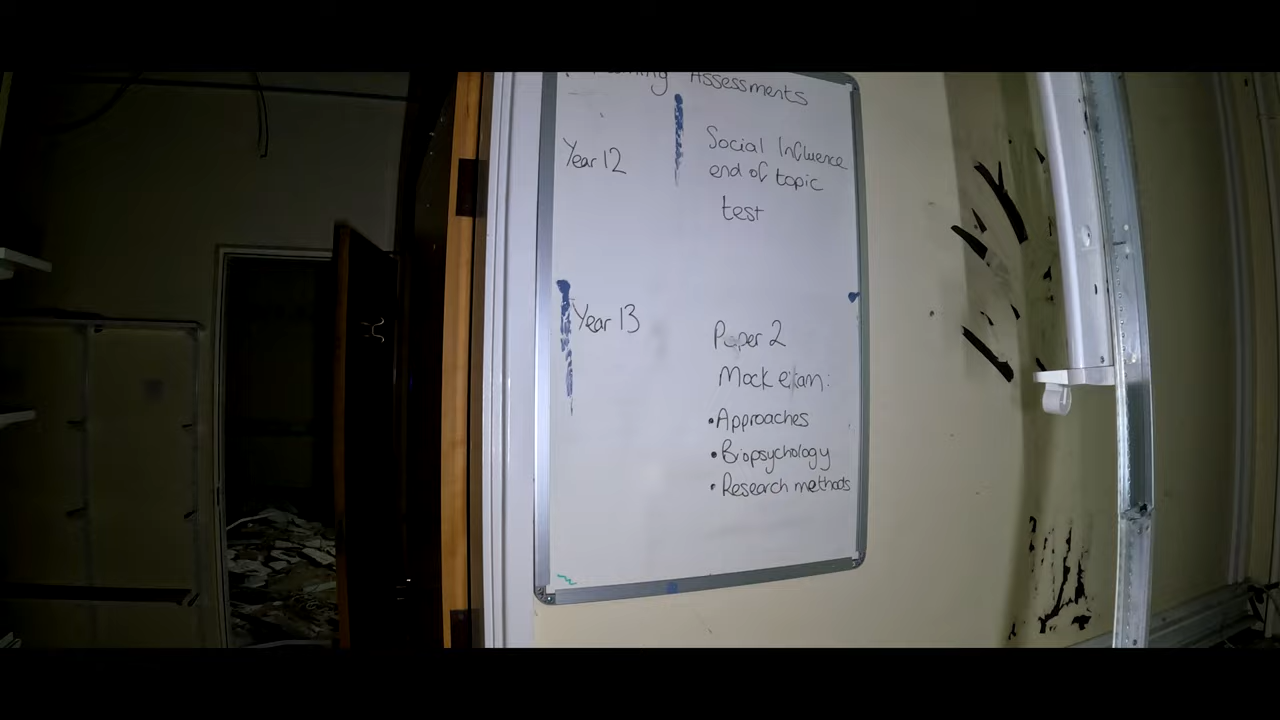 Assessments
Year 12
Social Influence
end of topic
test
Year 13
Paper 2
Mock exam:
•Approaches
•Biopsychology
•Research methods